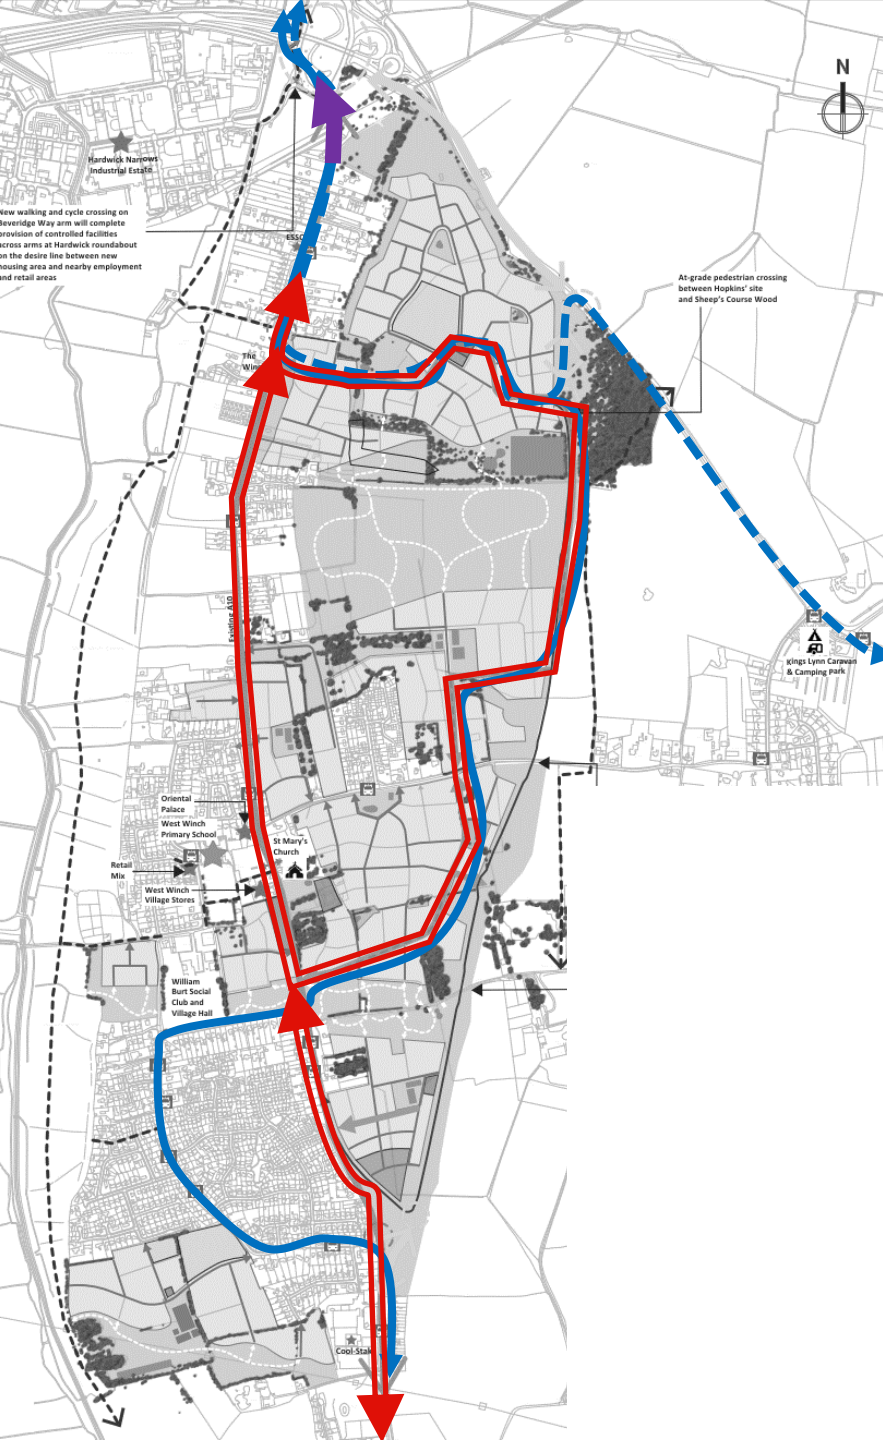 N
Hardwick Narrows
Industrial Estate
New walking and cycle crossing on
Beveridge Way arm will complete
provision of controlled facilities
across arms at Hardwick roundabout
on the desire line between new
housing area and nearby employment
and retail areas
ESSO
At-grade pedestrian crossing
between Hopkins' site
and Sheep's Course Wood
The
Existing A10
Kings Lynn Caravan
& Camping Park
Oriental
Palace
West Winch
Primary School
St Mary's
Church
Retail
Mix
West Winch
Village Stores
William
Burt Social
Club and
Village Hall